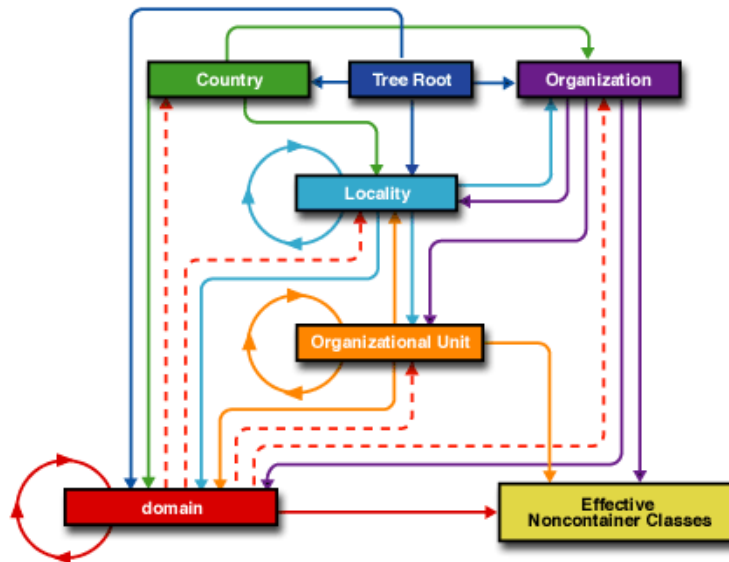 Country
Tree Root
Organization
Locality
Organizational Unit
domain
Effective
Noncontainer Classes